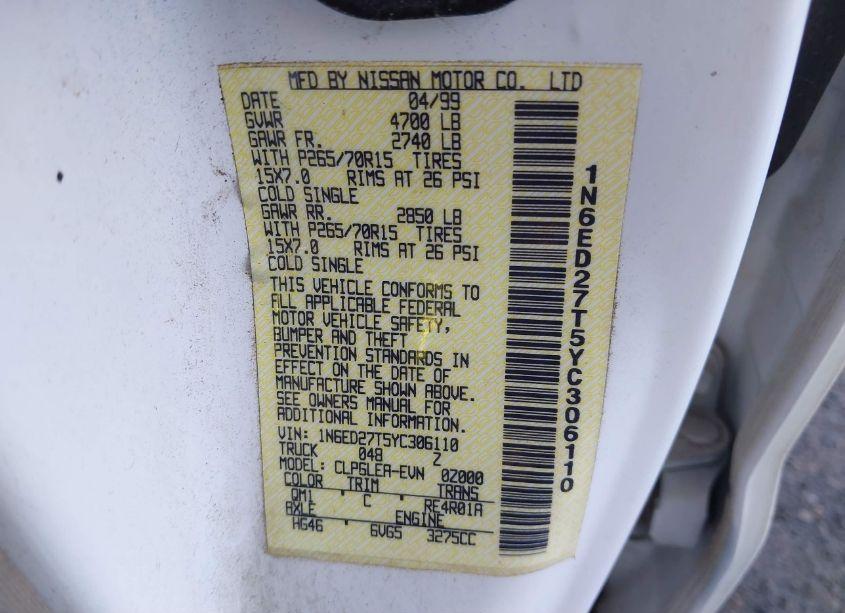 MFD BY NISSAN MOTOR CO. LTD
DATE 04/99
GVWR 4700 LB
GAWR FR. 2740 LB
WITH P265/70R15 TIRES
15X7.0 RIMS AT 26 PSI
COLD SINGLE
GAWR RR. 2850 LB
WITH P265/70R15 TIRES
15X7.0 RIMS AT 26 PSI
COLD SINGLE
THIS VEHICLE CONFORMS TO
ALL APPLICABLE FEDERAL
MOTOR VEHICLE SAFETY,
BUMPER AND THEFT
PREVENTION STANDARDS IN
EFFECT ON THE DATE OF
MANUFACTURE SHOWN ABOVE.
SEE OWNERS MANUAL FOR
ADDITIONAL INFORMATION.
VIN: 1N6ED27T5YC306110
TRUCK 048 Z
MODEL: CLPGLEA-EVN 0Z000
COLOR TRIM TRANS
QM1 ' C ' RE4R01A
AXLE ENGINE
HG46 6VG5 3275CC
1N6ED27T5YC306110